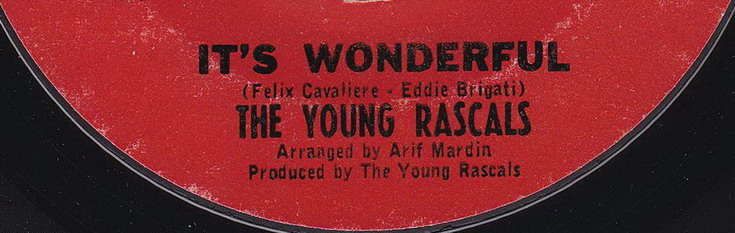 IT'S WONDERFUL
(Felix Cavaliere - Eddie Brigati)
THE YOUNG RASCALS
Arranged by Arif Mardin
Produced by The Young Rascals